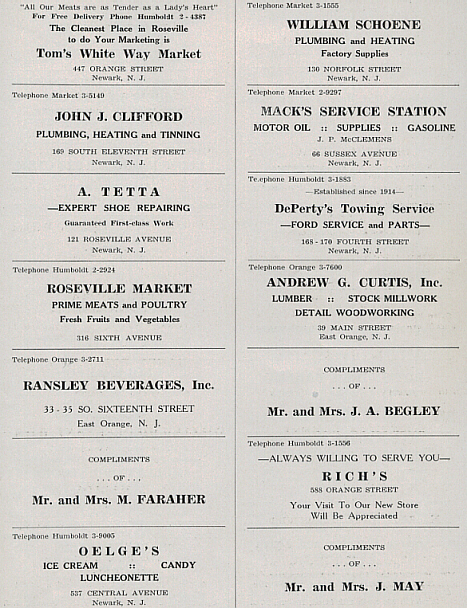 "All Our Meats are as Tender as a Lady's Heart"
For Free Delivery Phone Humboldt 2 - 4387
The Cleanest Place in Roseville
to do Your Marketing is
Tom's White Way Market
447 ORANGE STREET
Newark, N. J.
Telephone Market 3-5149
JOHN J. CLIFFORD
PLUMBING, HEATING and TINNING
169 SOUTH ELEVENTH STREET
Newark, N. J.
A. TETTA
—EXPERT SHOE REPAIRING
Guaranteed First-class Work
121 ROSEVILLE AVENUE
Newark, N. J.
Telephone Humboldt 2-2924
ROSEVILLE MARKET
PRIME MEATS and POULTRY
Fresh Fruits and Vegetables
316 SIXTH AVENUE
Telephone Orange 3-2711
RANSLEY BEVERAGES, Inc.
33 - 35 SO. SIXTEENTH STREET
East Orange, N. J.
COMPLIMENTS
. . . OF . . .
Mr. and Mrs. M. FARAHER
Telephone Humboldt 3-9005
OELGE'S
ICE CREAM :: CANDY
LUNCHEONETTE
537 CENTRAL AVENUE
Newark, N. J.
Telephone Market 3-1555
WILLIAM SCHOENE
PLUMBING and HEATING
Factory Supplies
130 NORFOLK STREET
Newark, N. J.
Telephone Market 2-9297
MACK'S SERVICE STATION
MOTOR OIL :: SUPPLIES :: GASOLINE
J. P. McCLEMENS
66 SUSSEX AVENUE
Newark, N. J.
Telephone Humboldt 3-1883
—Established since 1914—
DePerty's Towing Service
—FORD SERVICE and PARTS—
168 - 170 FOURTH STREET
Newark, N. J.
Telephone Orange 3-7600
ANDREW G. CURTIS, Inc.
LUMBER :: STOCK MILLWORK
DETAIL WOODWORKING
39 MAIN STREET
East Orange, N. J.
COMPLIMENTS
. . . OF . . .
Mr. and Mrs. J. A. BEGLEY
Telephone Humboldt 3-1556
—ALWAYS WILLING TO SERVE YOU—
RICH'S
588 ORANGE STREET
Your Visit To Our New Store
Will Be Appreciated
COMPLIMENTS
. . . OF . . .
Mr. and Mrs. J. MAY